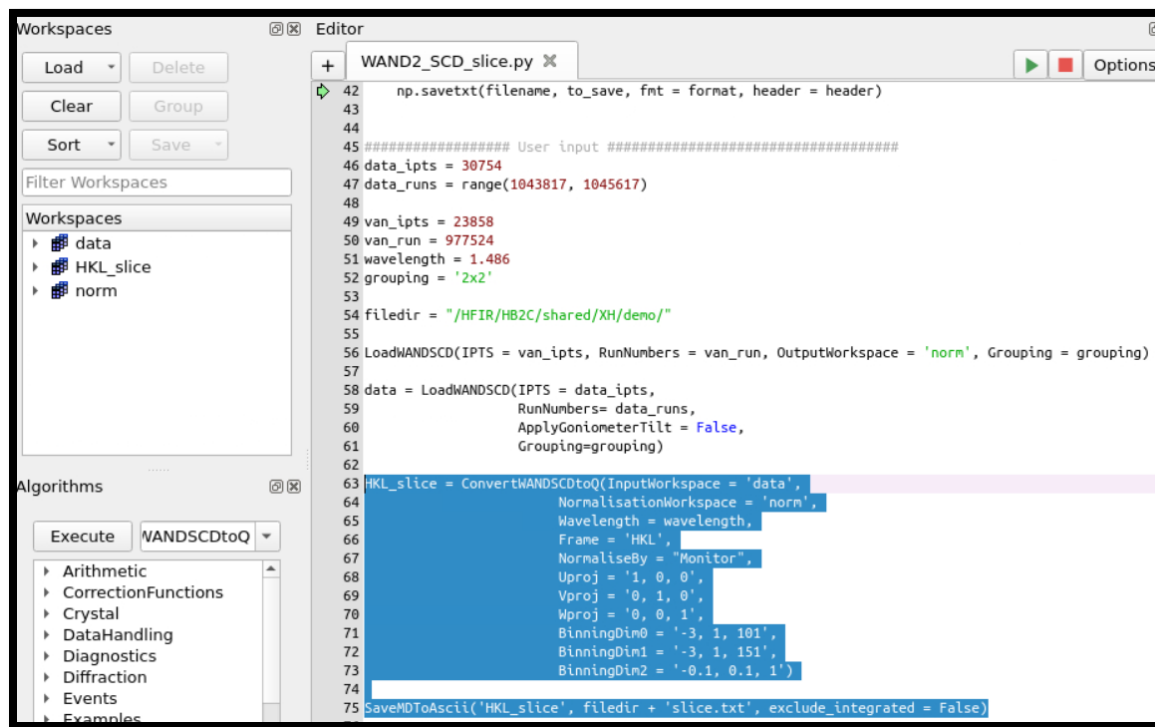 Workspaces
Load
Delete
Clear
Group
Sort
Save
Filter Workspaces
Workspaces
data
HKL_slice
norm
Algorithms
Execute
WANDSCDtoQ
Arithmetic
CorrectionFunctions
Crystal
DataHandling
Diagnostics
Diffraction
Events
Examples
Editor
+ WAND2_SCD_slice.py
Options
42 np.savetxt(filename, to_save, fmt = format, header = header)
43
44
45 ################## User input ####################################
46 data_ipts = 30754
47 data_runs = range(1043817, 1045617)
48
49 van_ipts = 23858
50 van_run = 977524
51 wavelength = 1.486
52 grouping = '2x2'
53
54 filedir = "/HFIR/HB2C/shared/XH/demo/"
55
56 LoadWANDSCD(IPTS = van_ipts, RunNumbers = van_run, OutputWorkspace = 'norm', Grouping = grouping)
57
58 data = LoadWANDSCD(IPTS = data_ipts,
59 RunNumbers= data_runs,
60 ApplyGoniometerTilt = False,
61 Grouping=grouping)
62
63 HKL_slice = ConvertWANDSCDtoQ(InputWorkspace = 'data',
64 NormalisationWorkspace = 'norm',
65 Wavelength = wavelength,
66 Frame = 'HKL',
67 NormaliseBy = "Monitor",
68 Uproj = '1, 0, 0',
69 Vproj = '0, 1, 0',
70 Wproj = '0, 0, 1',
71 BinningDim0 = '-3, 1, 101',
72 BinningDim1 = '-3, 1, 151',
73 BinningDim2 = '-0.1, 0.1, 1')
74
75 SaveMDToAscii('HKL_slice', filedir + 'slice.txt', exclude_integrated = False)